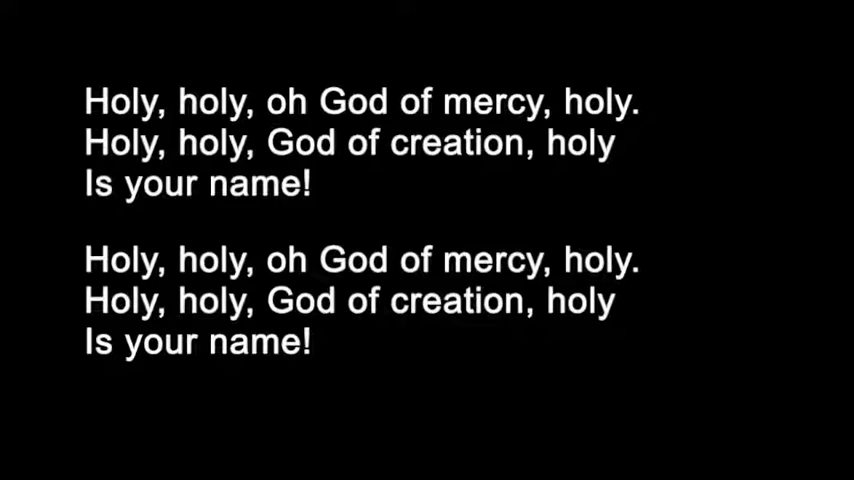 Holy, holy, oh God of mercy, holy.
Holy, holy, God of creation, holy
Is your name!
Holy, holy, oh God of mercy, holy.
Holy, holy, God of creation, holy
Is your name!